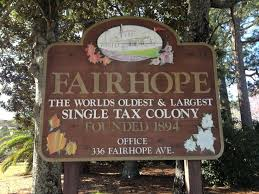 FAIRHOPE
THE WORLDS OLDEST & LARGEST
SINGLE TAX COLONY
FOUNDED 1894
OFFICE
336 FAIRHOPE AVE.